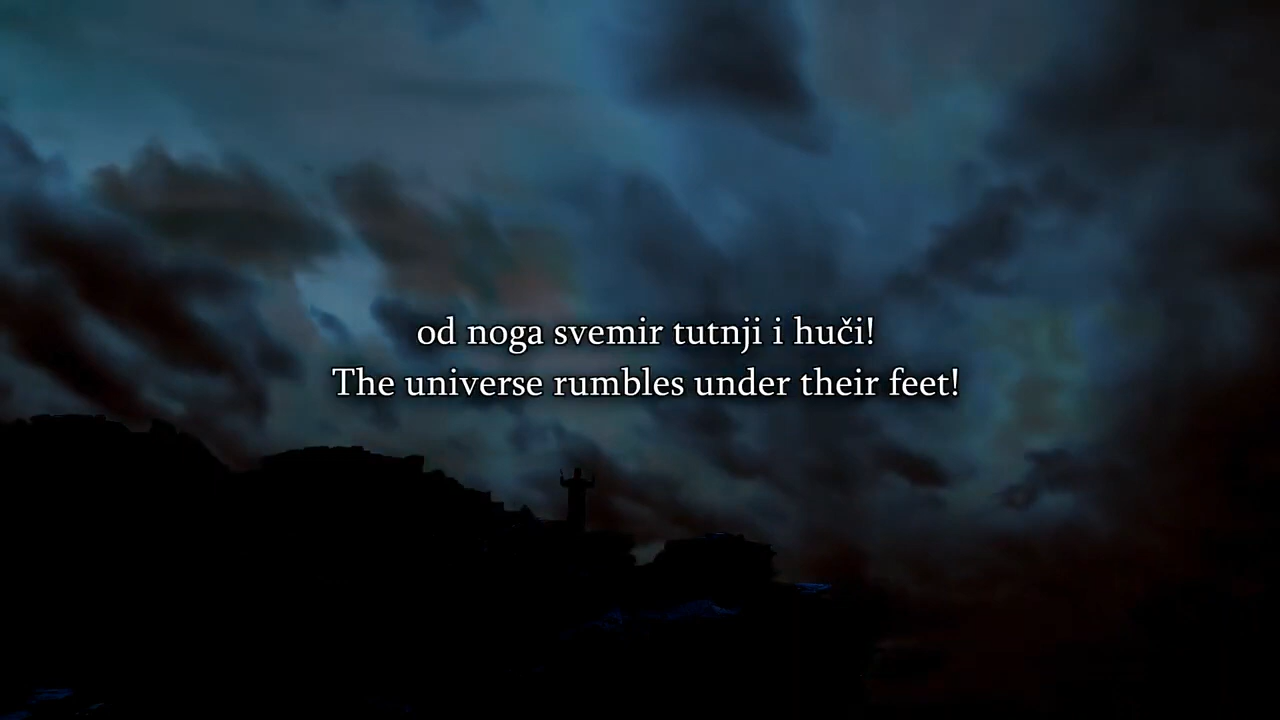 od noga svemir tutnji i huči!
The universe rumbles under their feet!